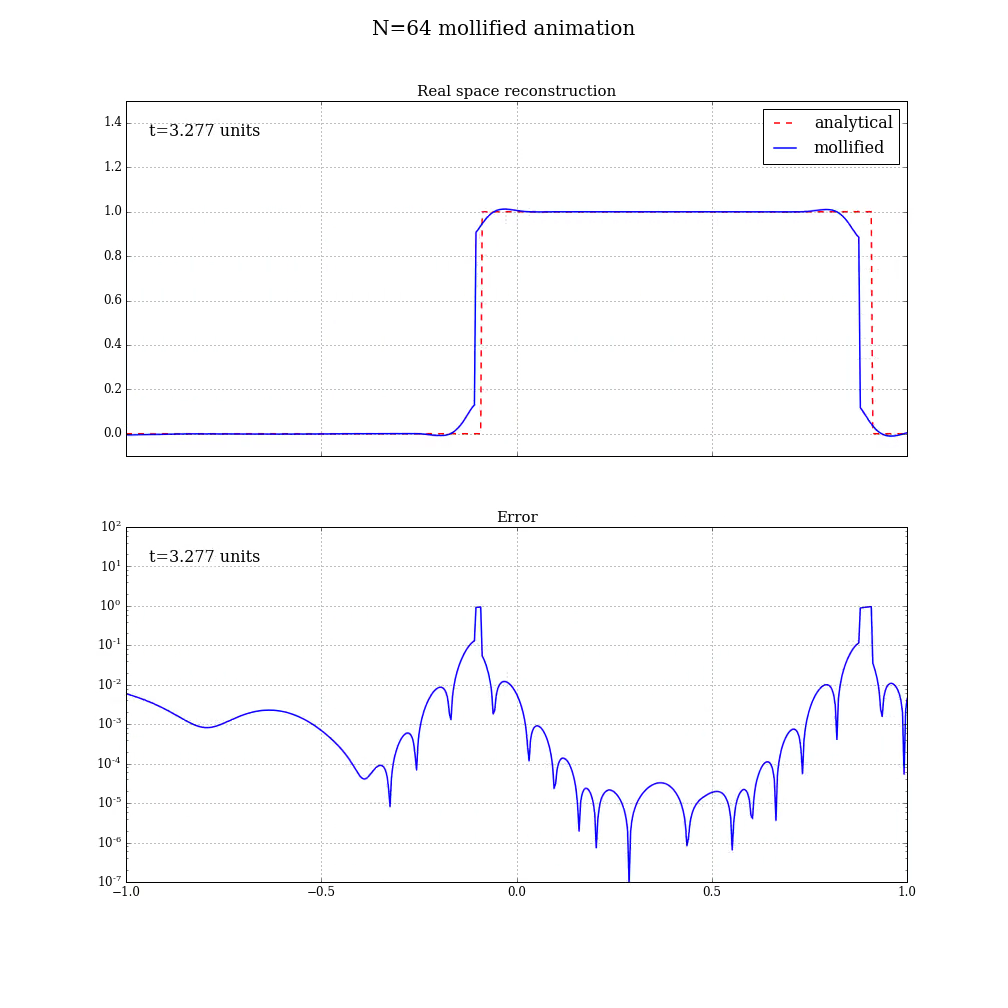 N=64 mollified animation
Real space reconstruction
t=3.277 units
analytical
mollified
1.4
1.2
1.0
0.8
0.6
0.4
0.2
0.0
Error
t=3.277 units
10²
10¹
10⁰
10⁻¹
10⁻²
10⁻³
10⁻⁴
10⁻⁵
10⁻⁶
10⁻⁷
−1.0 −0.5 0.0 0.5 1.0